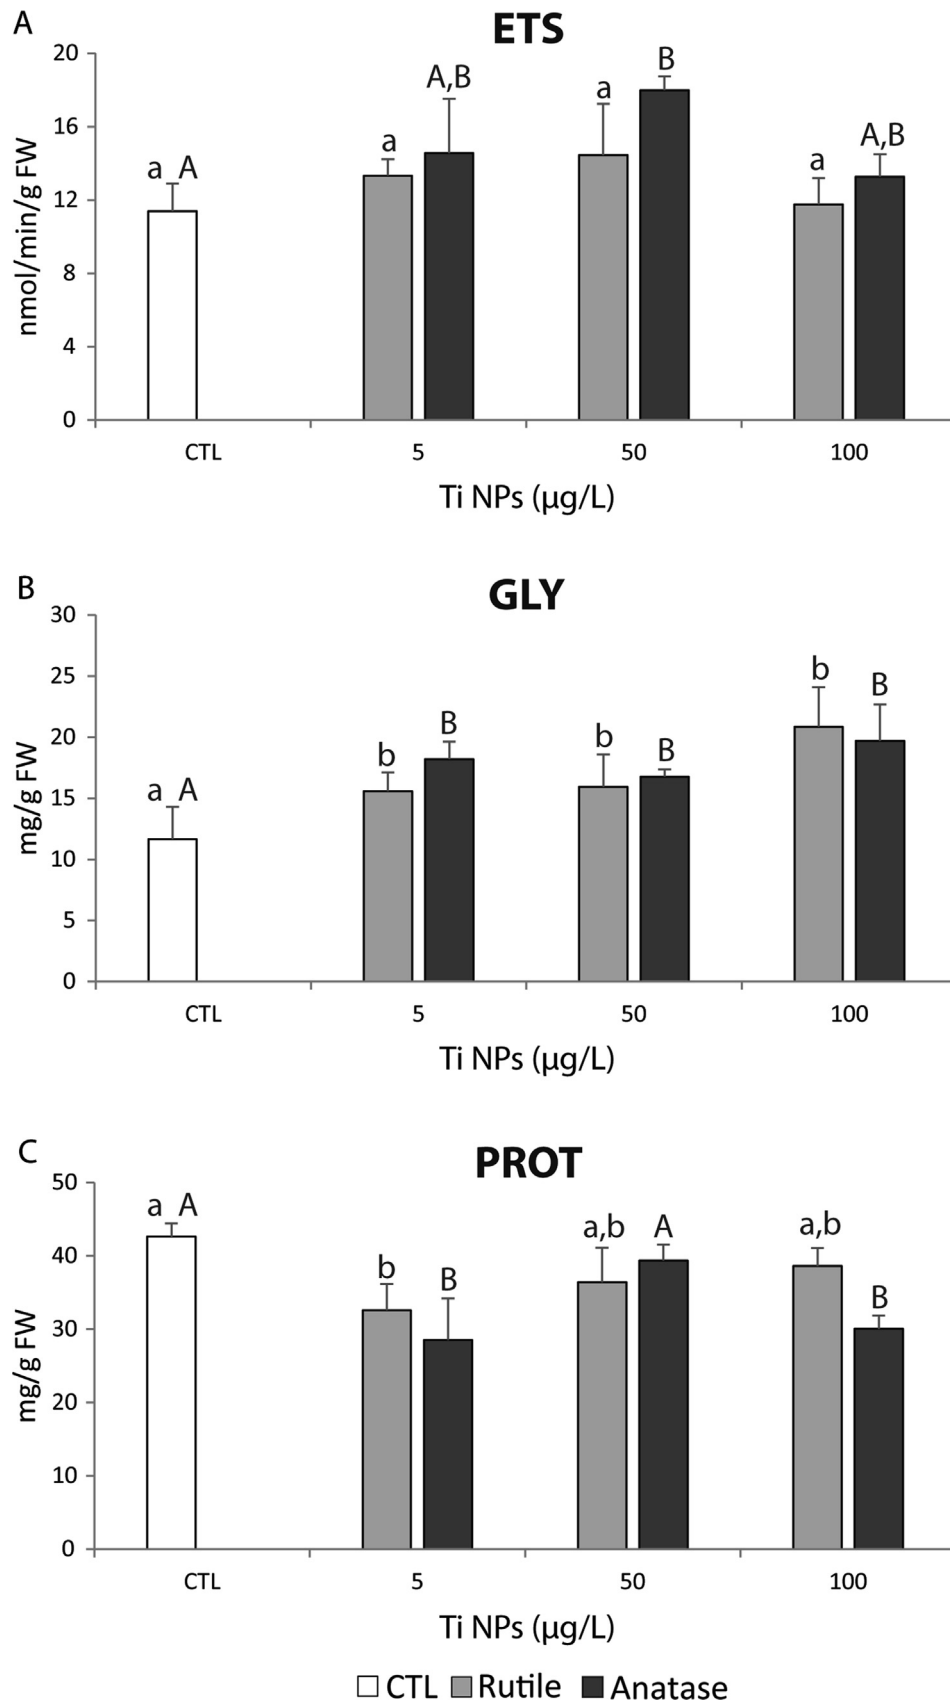 A
ETS
nmol/min/g FW
20
16
12
8
4
0
a A
a
A,B
a
B
a
A,B
CTL 5 50 100
Ti NPs (µg/L)
B
GLY
mg/g FW
30
25
20
15
10
5
0
a A
b
B
b
B
b
B
CTL 5 50 100
Ti NPs (µg/L)
C
PROT
mg/g FW
50
40
30
20
10
0
a A
b
B
a,b
A
a,b
B
CTL 5 50 100
Ti NPs (µg/L)
CTL Rutile Anatase